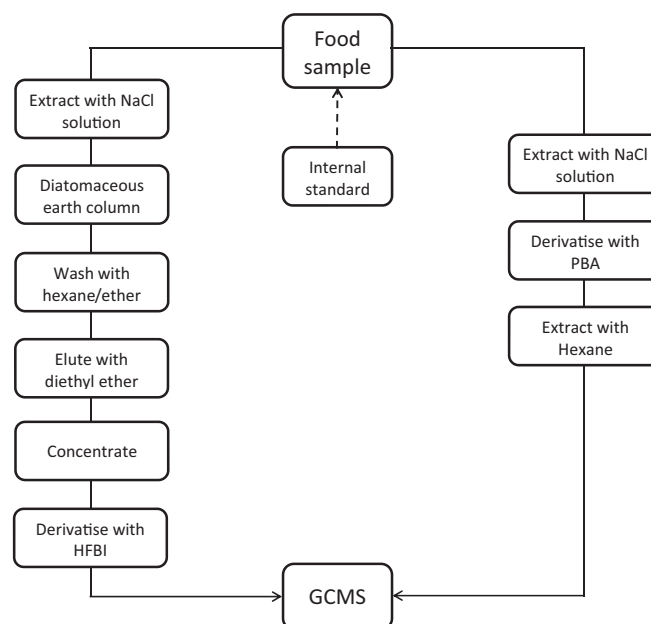 Food
sample
Internal
standard
Extract with NaCl
solution
Diatomaceous
earth column
Wash with
hexane/ether
Elute with
diethyl ether
Concentrate
Derivatise with
HFBI
Extract with NaCl
solution
Derivatise with
PBA
Extract with
Hexane
GCMS